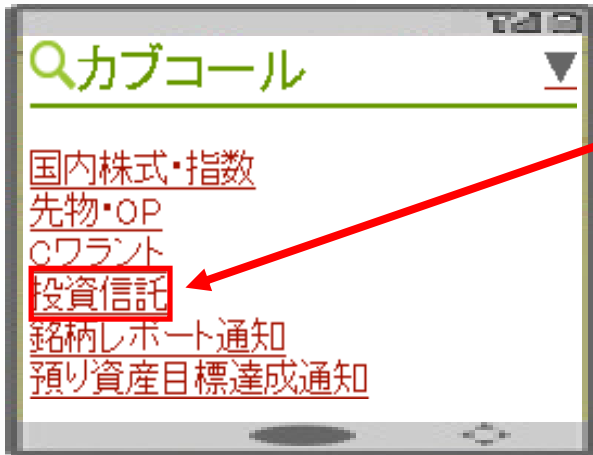 カブコール
▼
国内株式・指数
先物・OP
Cワラント
投資信託
銘柄レポート通知
預り資産目標達成通知